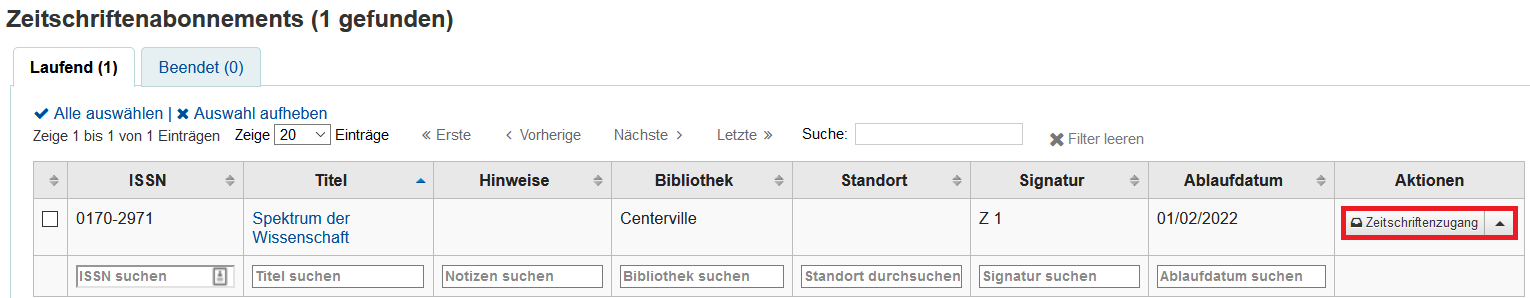 Zeitschriftenabonnements (1 gefunden)
Laufend (1) Beendet (0)
Alle auswählen | Auswahl aufheben
Zeige 1 bis 1 von 1 Einträgen Zeige 20 Einträge Erste Vorherige Nächste Letzte Suche: Filter leeren
ISSN Titel Hinweise Bibliothek Standort Signatur Ablaufdatum Aktionen
0170-2971 Spektrum der Centerville Z 1 01/02/2022 Zeitschriftenzugang
Wissenschaft
ISSN suchen Titel suchen Notizen suchen Bibliothek suchen Standort durchsuchen Signatur suchen Ablaufdatum suchen